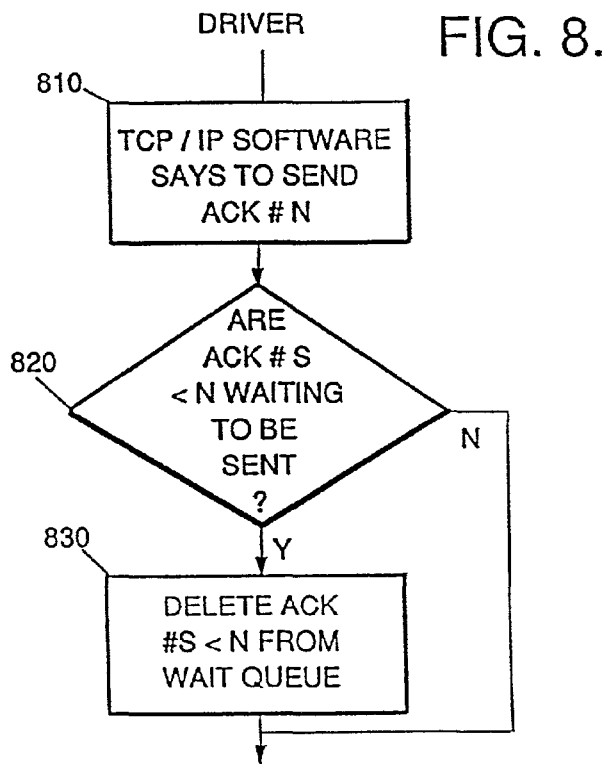 DRIVER
FIG. 8.
810
TCP / IP SOFTWARE
SAYS TO SEND
ACK # N
820
ARE
ACK # S
< N WAITING
TO BE
SENT
?
N
Y
830
DELETE ACK
#S < N FROM
WAIT QUEUE